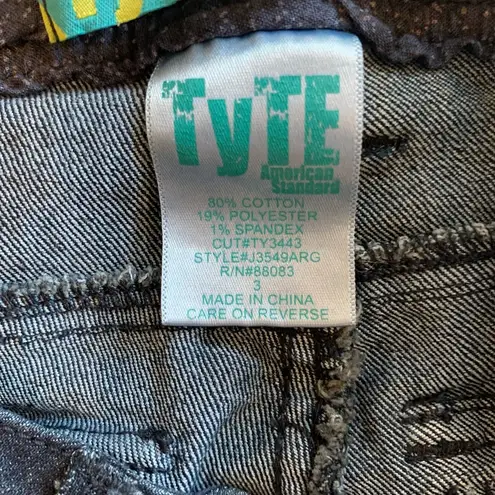 TyTE
American
Standard
80% COTTON
19% POLYESTER
1% SPANDEX
CUT#TY3443
STYLE#J3549ARG
R/N#88083
3
MADE IN CHINA
CARE ON REVERSE